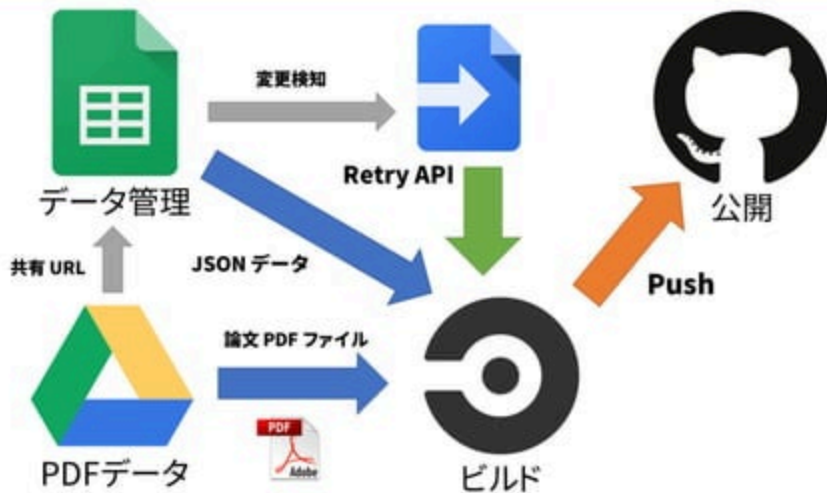 変更検知
Retry API
データ管理
公開
共有 URL
JSON データ
Push
論文 PDF ファイル
PDF
Adobe
PDFデータ
ビルド